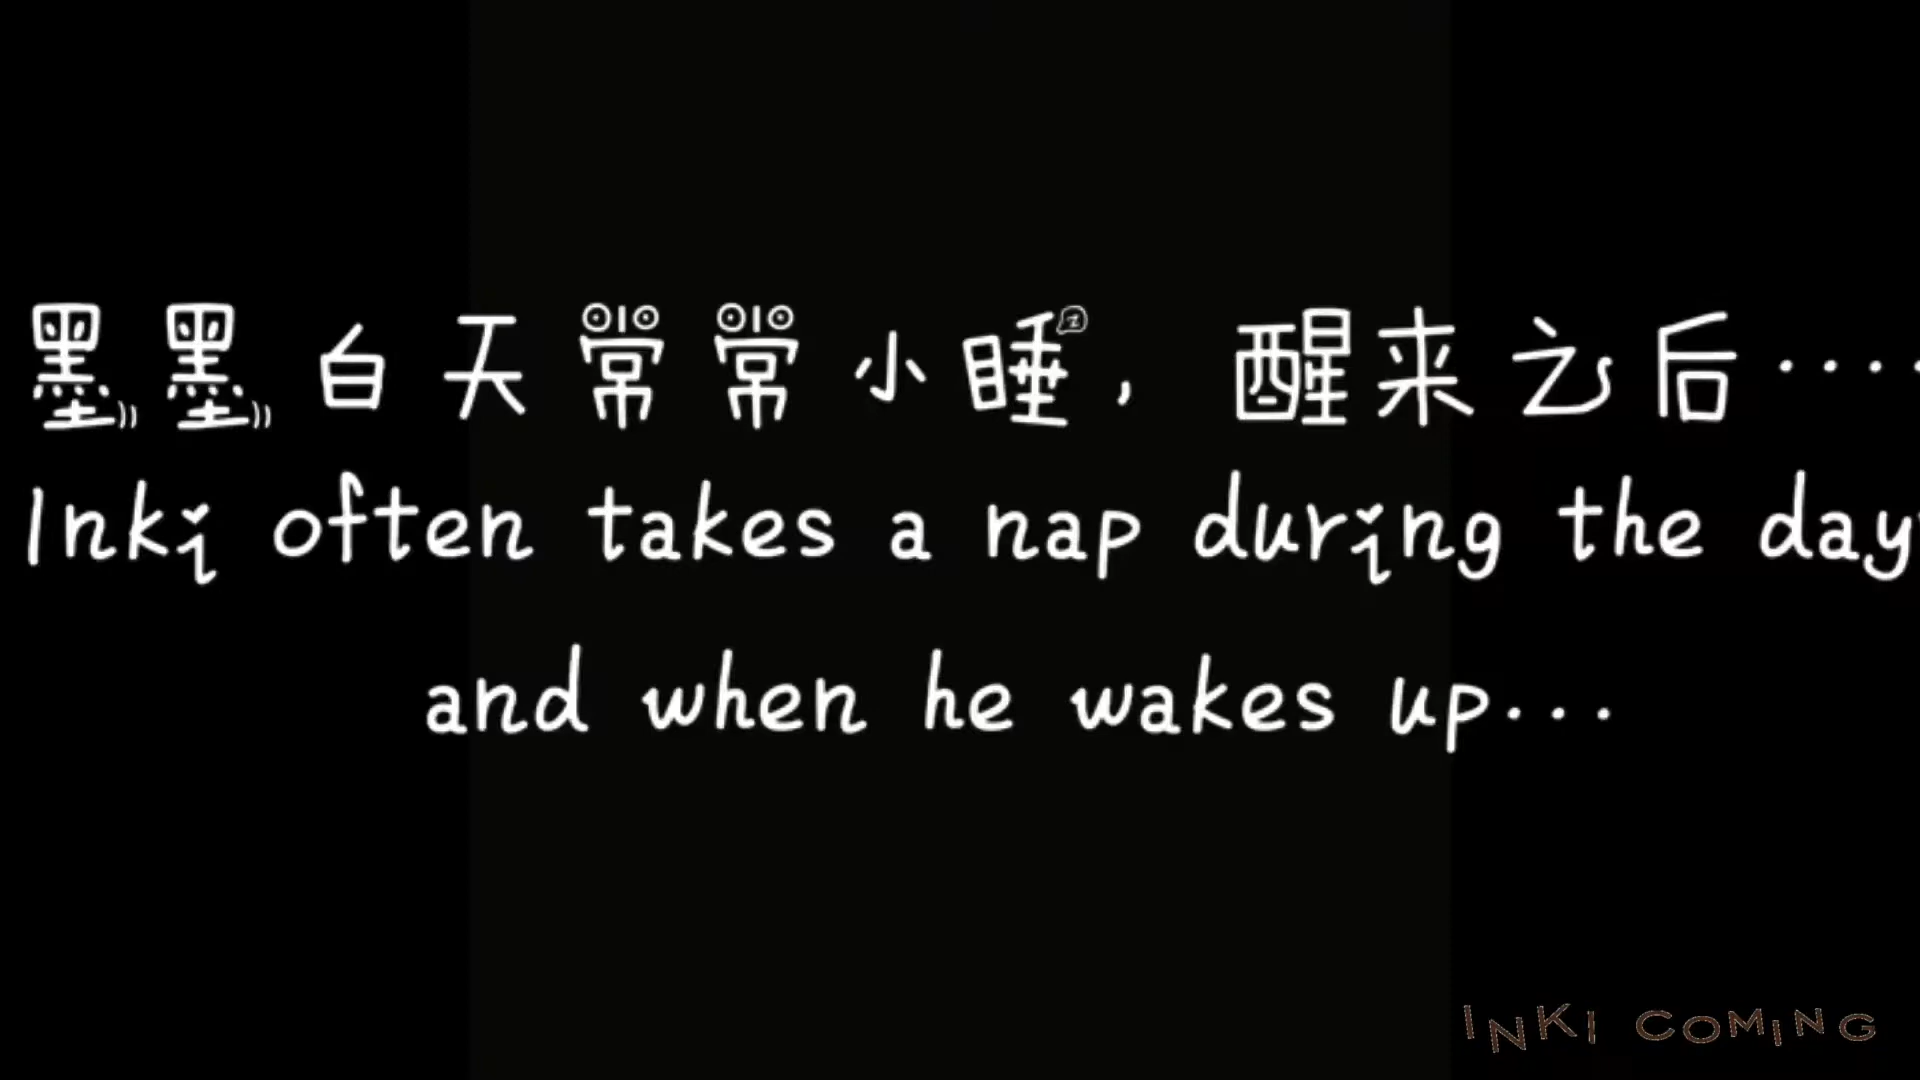 墨墨白天常常小睡，醒来之后……
Inki often takes a nap during the day
and when he wakes up...
INKI COMING